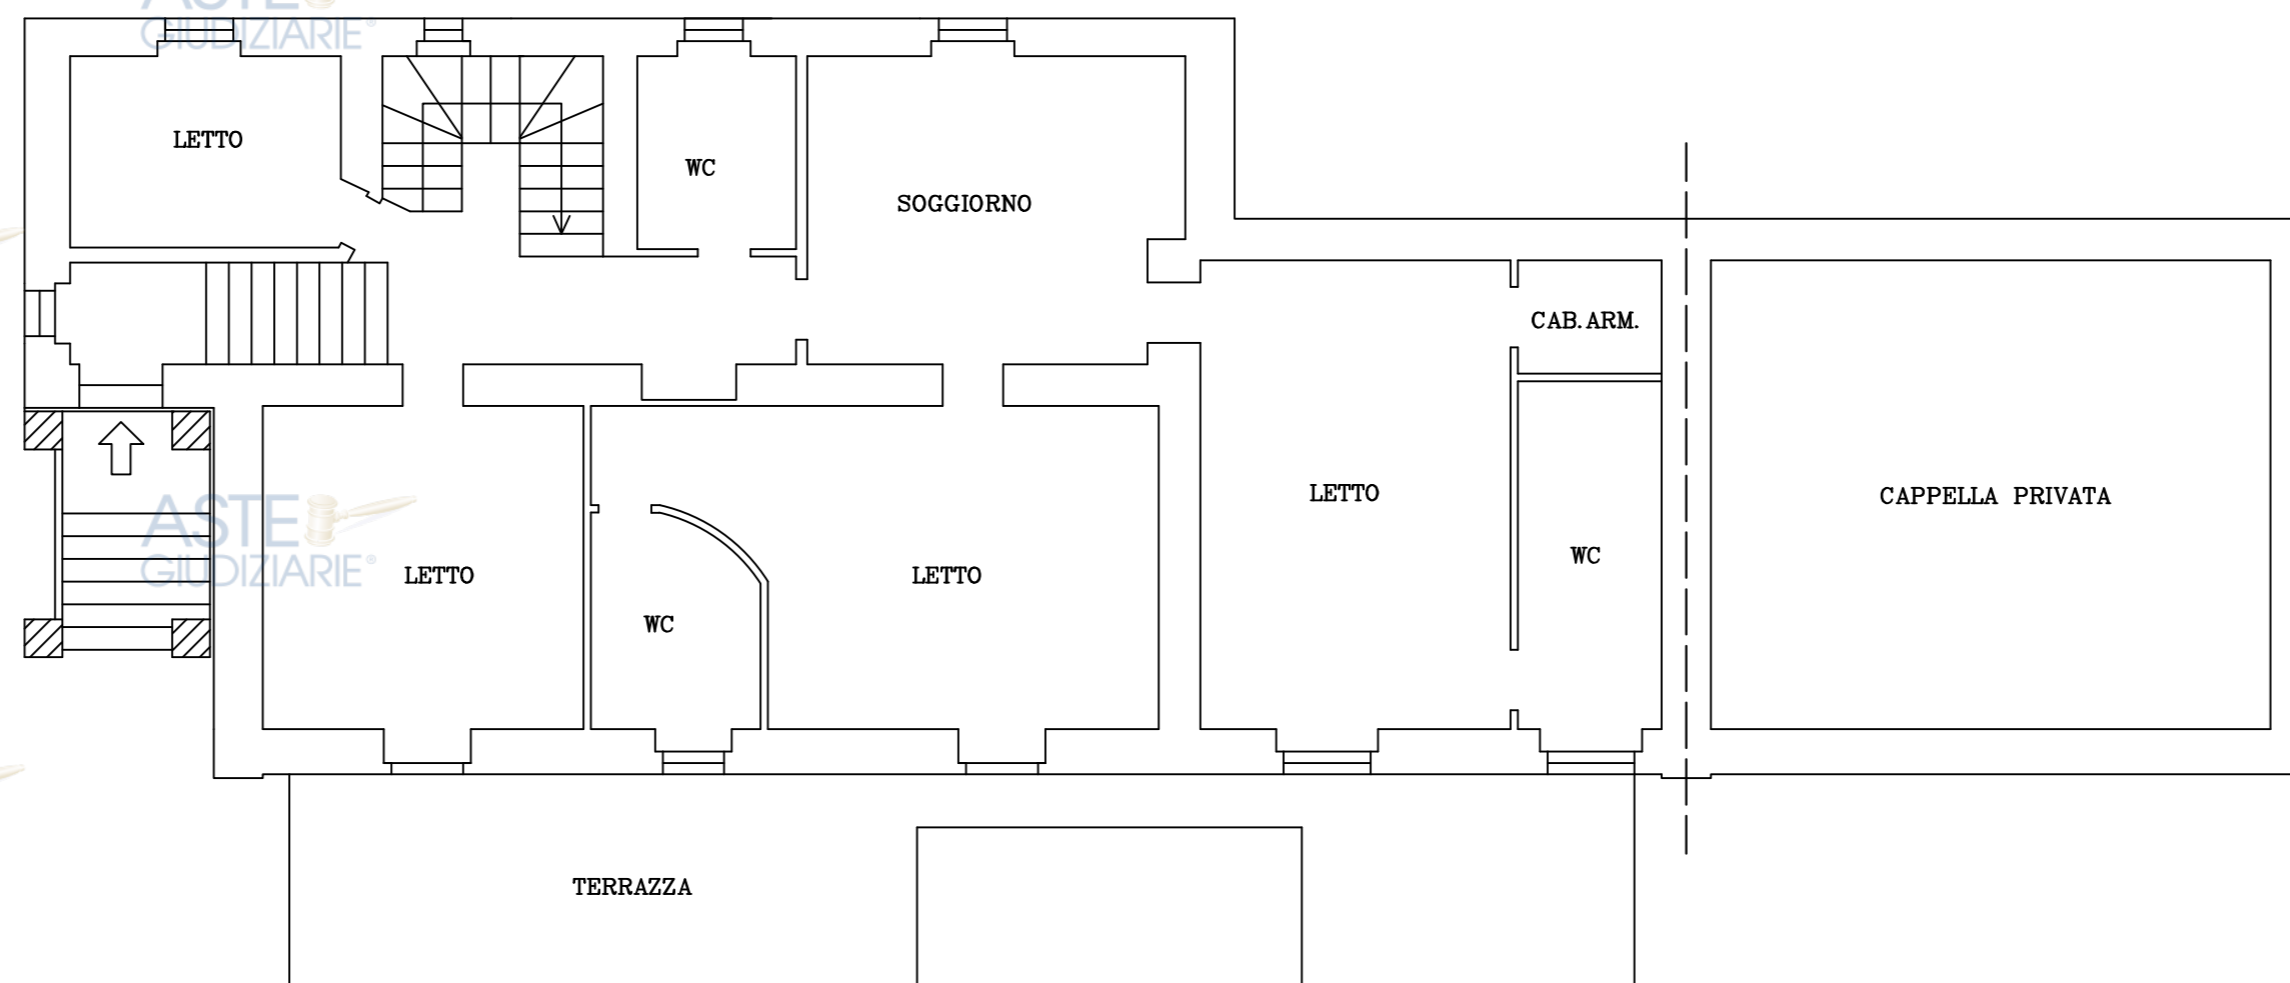 ASTE
GIUDIZIARIE®
LETTO
WC
SOGGIORNO
CAB.ARM.
LETTO
CAPPELLA PRIVATA
ASTE
GIUDIZIARIE®
LETTO
WC
LETTO
WC
TERRAZZA